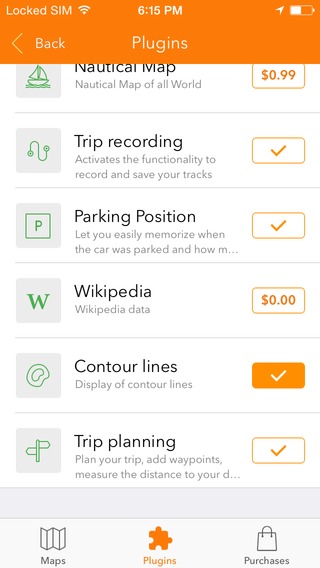 Locked SIM 6:15 PM
Back Plugins
Nautical Map
Nautical Map of all World
$0.99
Trip recording
Activates the functionality to
record and save your tracks
P
Parking Position
Let you easily memorize when
the car was parked and how m...
W
Wikipedia
Wikipedia data
$0.00
Contour lines
Display of contour lines
Trip planning
Plan your trip, add waypoints,
measure the distance to your d...
Maps Plugins Purchases